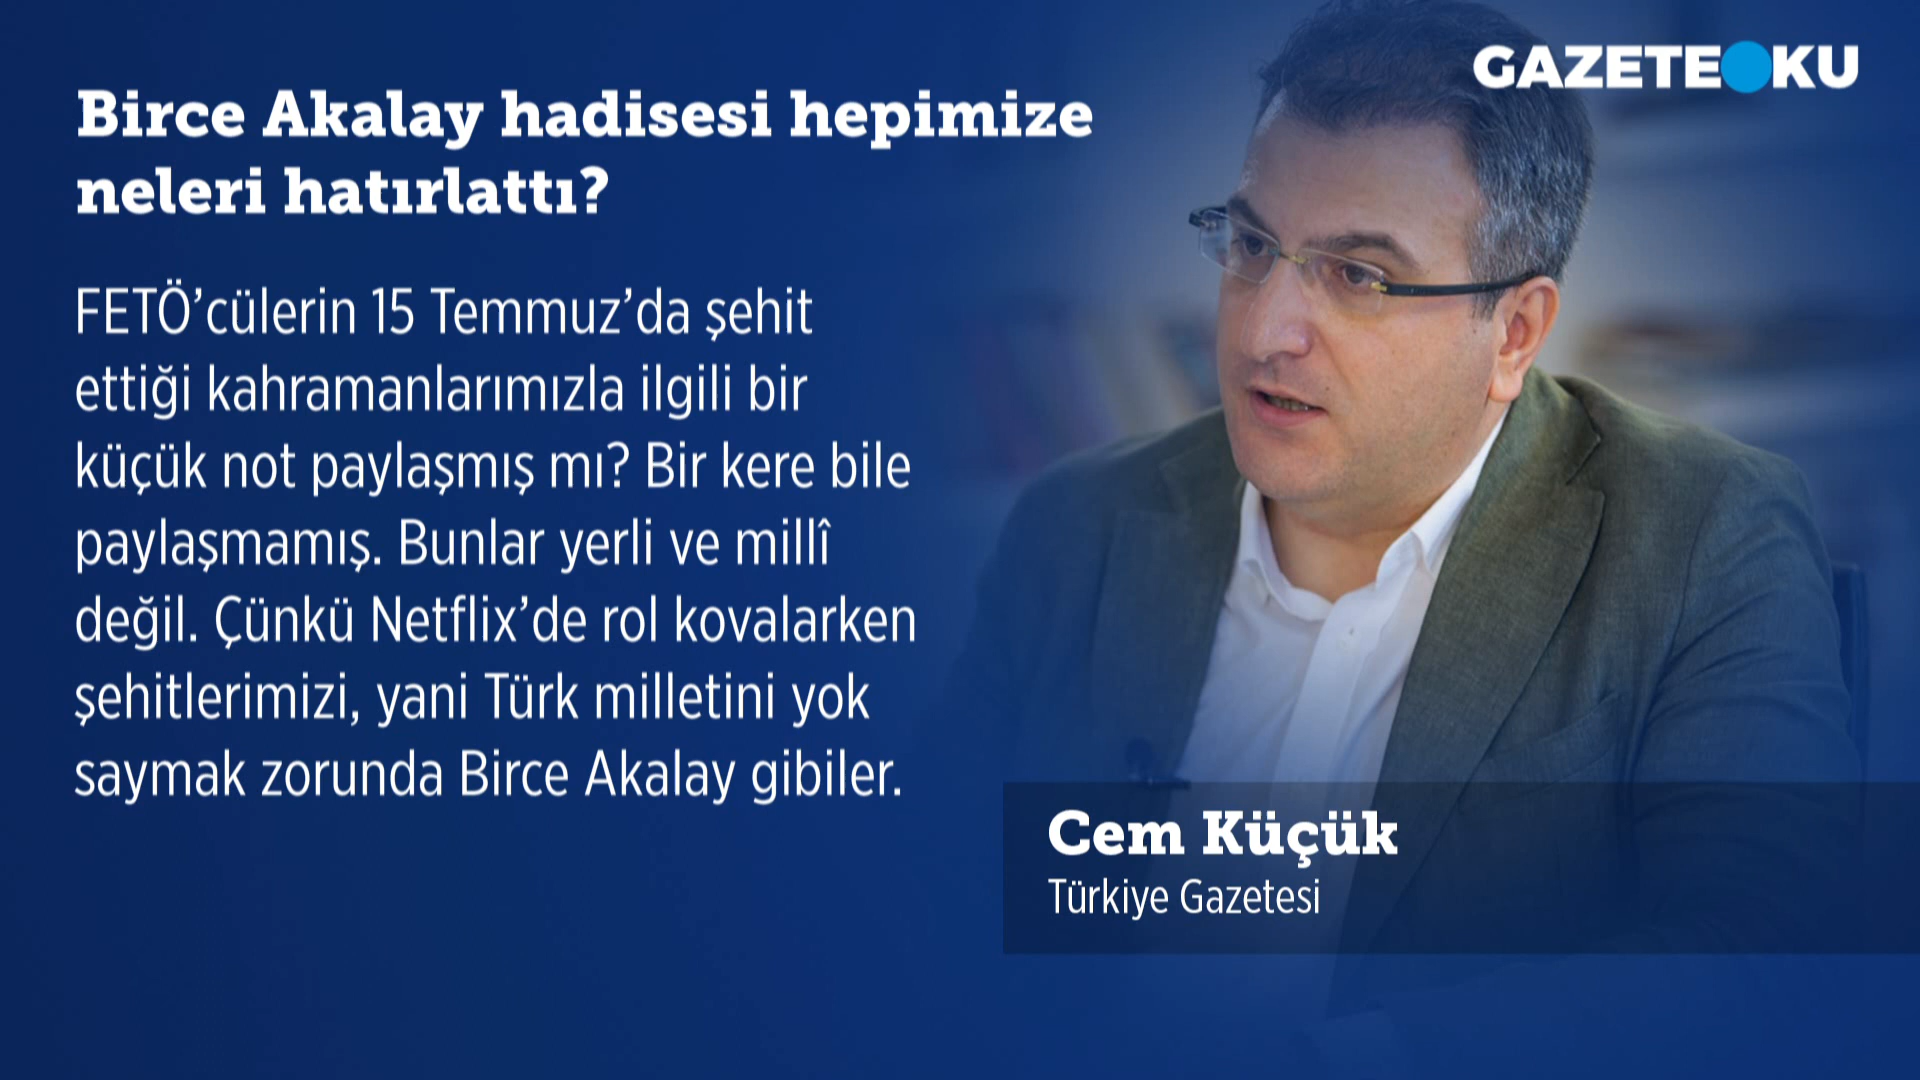 GAZETEOKU
Birce Akalay hadisesi hepimize
neleri hatırlattı?
FETÖ’cülerin 15 Temmuz’da şehit
ettiği kahramanlarımızla ilgili bir
küçük not paylaşmış mı? Bir kere bile
paylaşmamış. Bunlar yerli ve millî
değil. Çünkü Netflix’de rol kovalarken
şehitlerimizi, yani Türk milletini yok
saymak zorunda Birce Akalay gibiler.
Cem Küçük
Türkiye Gazetesi